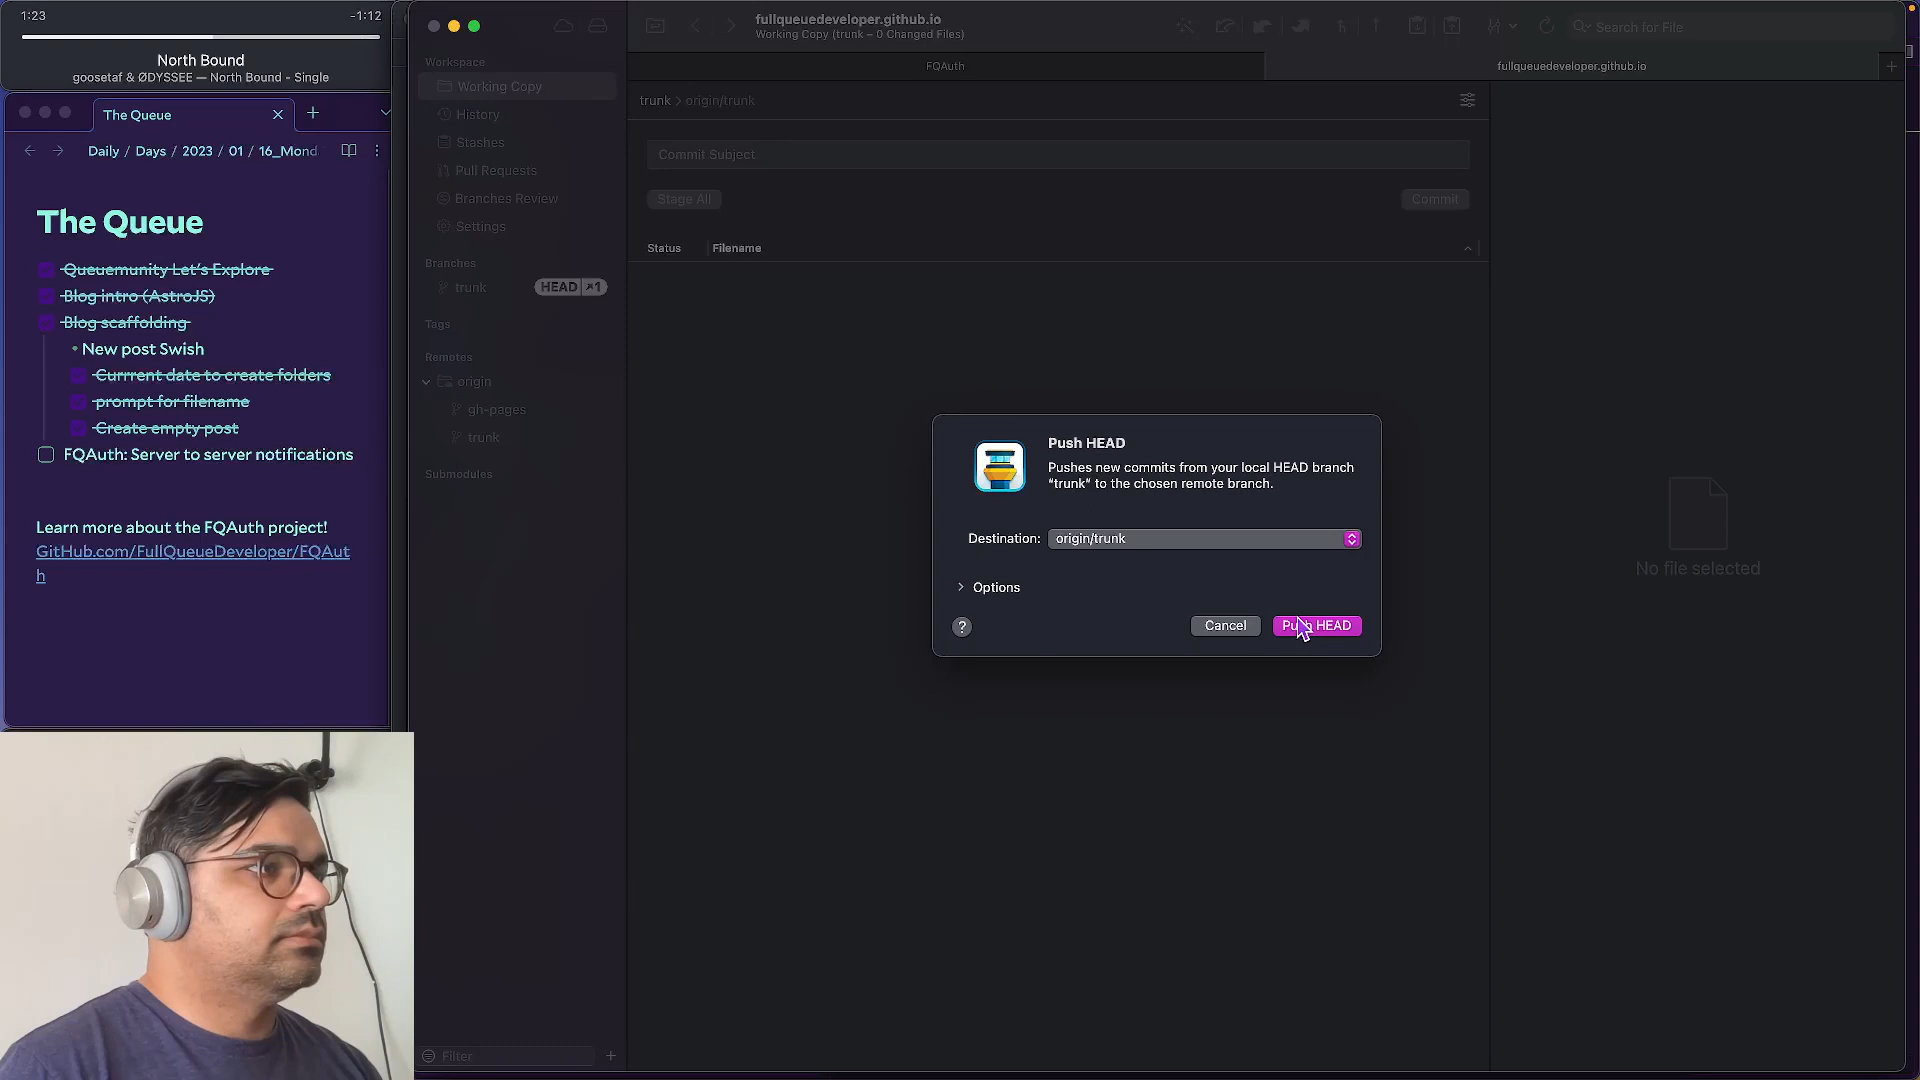 1:23
-1:12
North Bound
goosetaf & ØDYSSEE — North Bound - Single
The Queue
Daily / Days / 2023 / 01 / 16_Mond
The Queue
Queuemunity Let's Explore
Blog intro (AstroJS)
Blog scaffolding
New post Swish
Currrent date to create folders
prompt for filename
Create empty post
FQAuth: Server to server notifications
Learn more about the FQAuth project!
GitHub.com/FullQueueDeveloper/FQAut
h
Workspace
Working Copy
History
Stashes
Pull Requests
Branches Review
Settings
Branches
trunk
HEAD 1
Tags
Remotes
origin
gh-pages
trunk
Submodules
Filter
fullqueuedeveloper.github.io
Working Copy (trunk – 0 Changed Files)
Search for File
FQAuth
fullqueuedeveloper.github.io
trunk > origin/trunk
Commit Subject
Stage All
Commit
Status
Filename
Push HEAD
Pushes new commits from your local HEAD branch
"trunk" to the chosen remote branch.
Destination:
origin/trunk
Options
?
Cancel
Push HEAD
No file selected